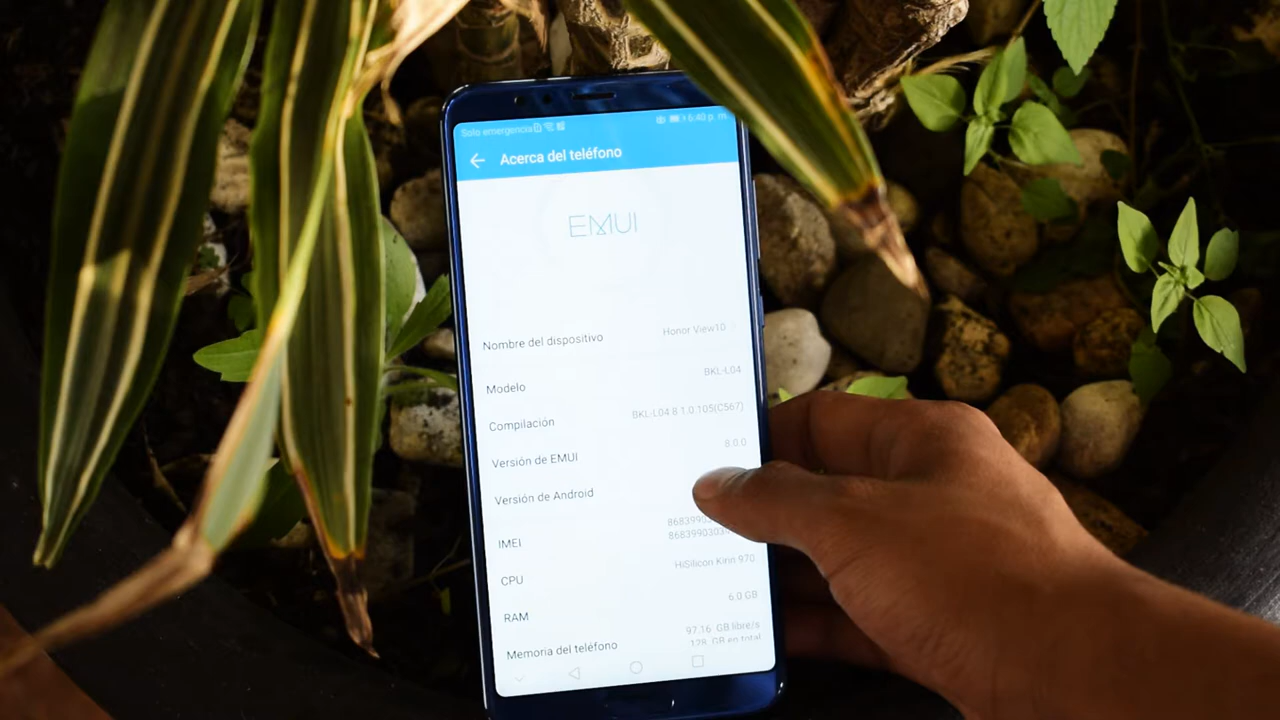 Solo emergencia 6:40 p. m.
Acerca del teléfono
EMUI
Nombre del dispositivo Honor View10
Modelo BKL-L04
Compilación BKL-L04 8.1.0.105(C567)
Versión de EMUI 8.0.0
Versión de Android
IMEI
CPU HiSilicon Kirin 970
RAM 6.0 GB
Memoria del teléfono 97.16 GB libre/s
128 GB en total